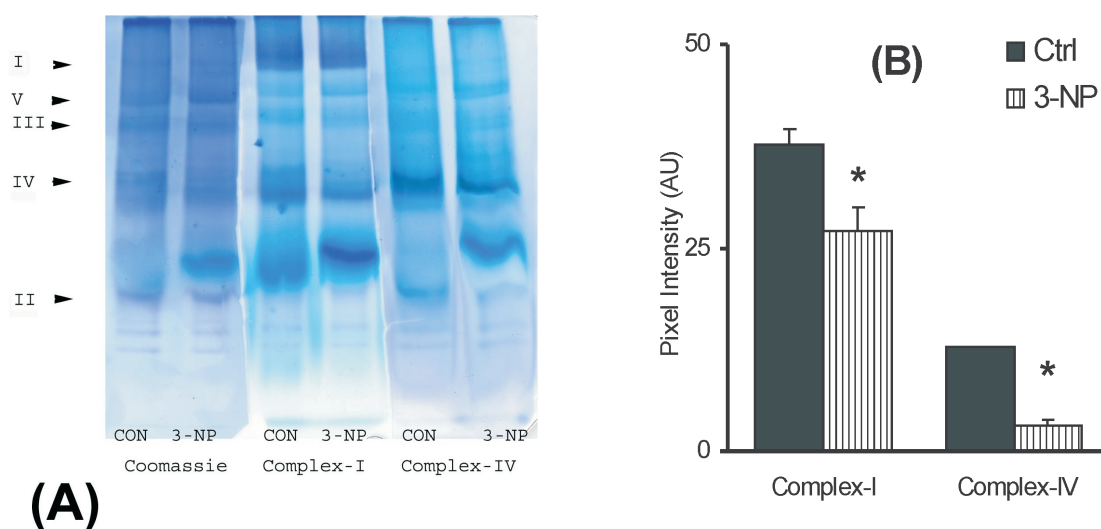 I
V
III
IV
II
CON 3-NP CON 3-NP CON 3-NP
Coomassie Complex-I Complex-IV
(A)
50
25
0
Pixel Intensity (AU)
(B)
Ctrl
3-NP
*
*
Complex-I Complex-IV